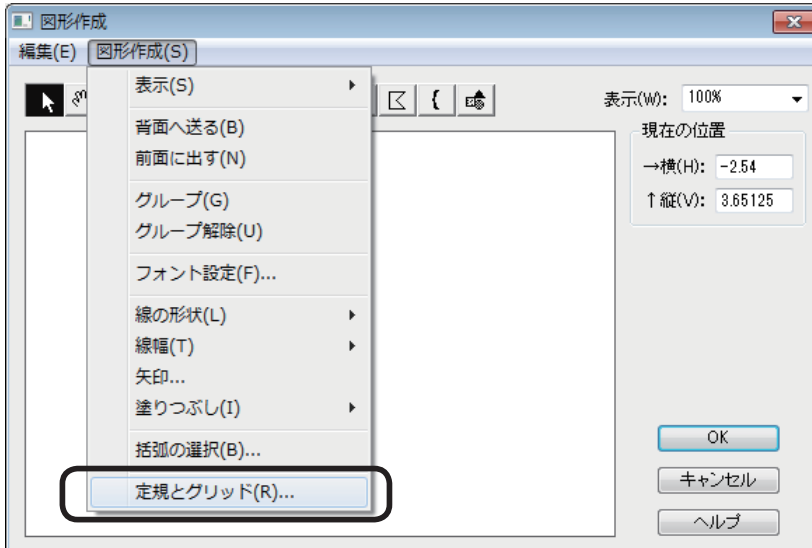 図形作成
編集(E) 図形作成(S)
表示(S)
背面へ送る(B)
前面に出す(N)
グループ(G)
グループ解除(U)
フォント設定(F)...
線の形状(L)
線幅(T)
矢印...
塗りつぶし(I)
括弧の選択(B)...
定規とグリッド(R)...
表示(W): 100%
現在の位置
→横(H): -2.54
↑縦(V): 3.65125
OK
キャンセル
ヘルプ